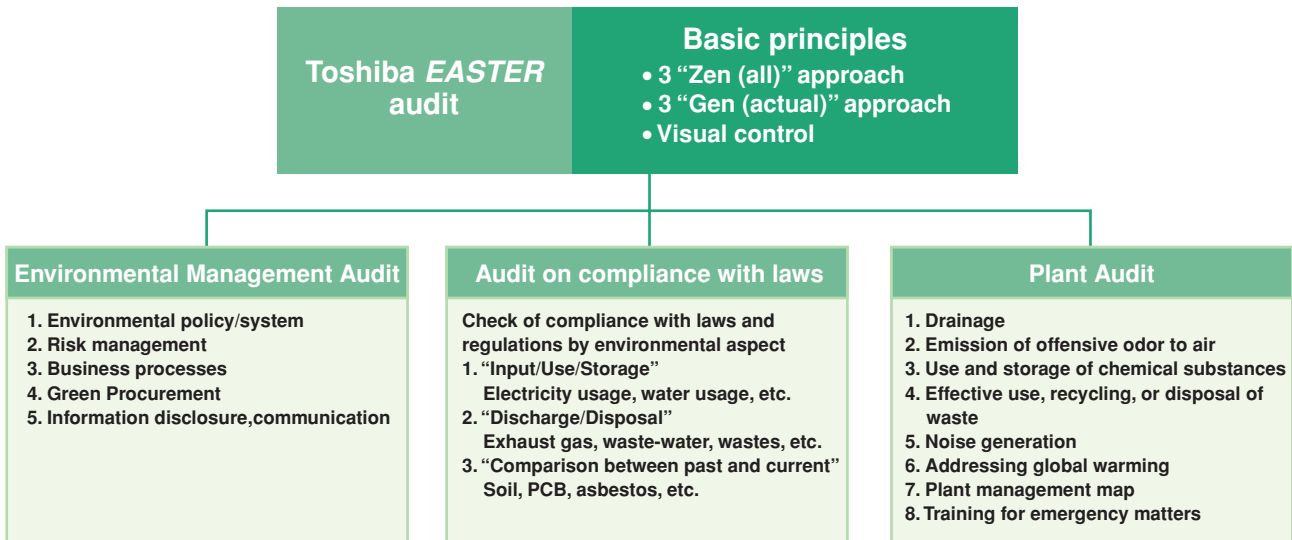 Toshiba EASTER
audit
Basic principles
• 3 “Zen (all)” approach
• 3 “Gen (actual)” approach
• Visual control
Environmental Management Audit
1. Environmental policy/system
2. Risk management
3. Business processes
4. Green Procurement
5. Information disclosure,communication
Audit on compliance with laws
Check of compliance with laws and
regulations by environmental aspect
1. “Input/Use/Storage”
Electricity usage, water usage, etc.
2. “Discharge/Disposal”
Exhaust gas, waste-water, wastes, etc.
3. “Comparison between past and current”
Soil, PCB, asbestos, etc.
Plant Audit
1. Drainage
2. Emission of offensive odor to air
3. Use and storage of chemical substances
4. Effective use, recycling, or disposal of
waste
5. Noise generation
6. Addressing global warming
7. Plant management map
8. Training for emergency matters